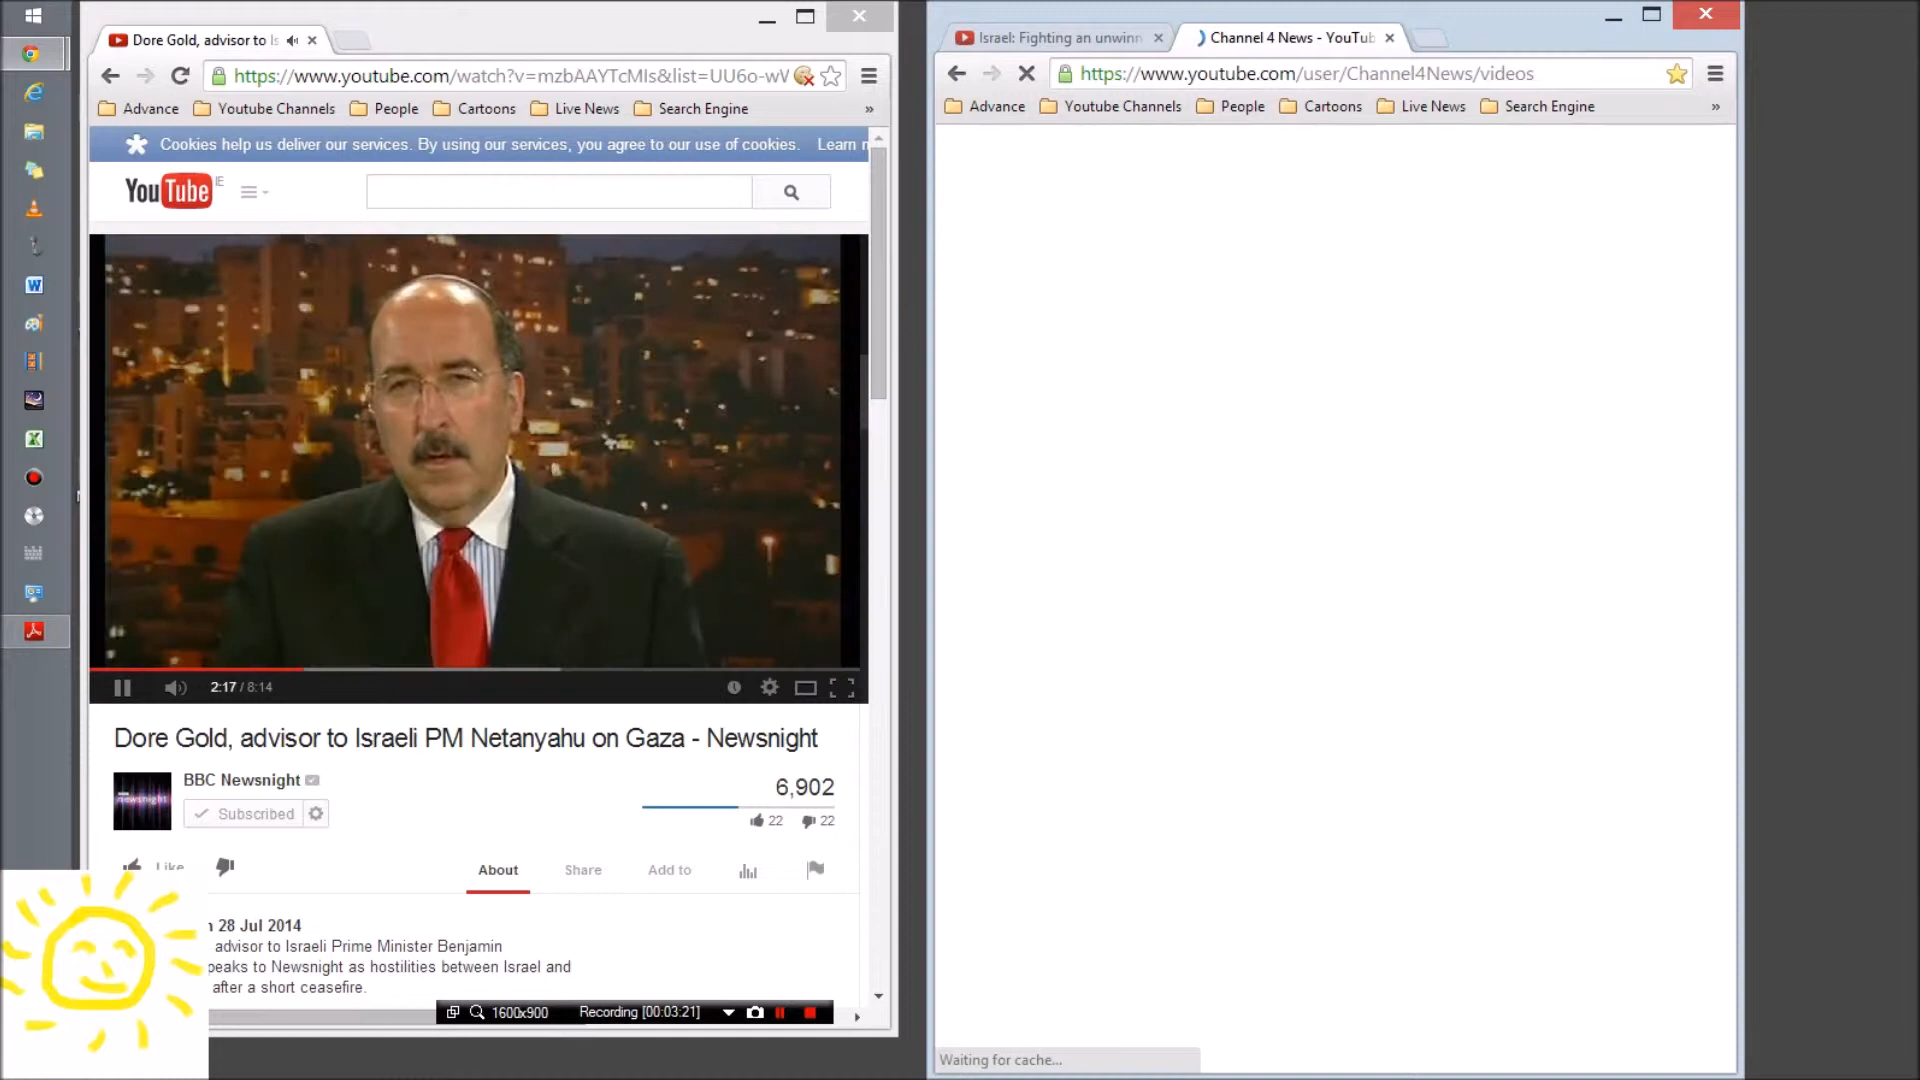 Dore Gold, advisor to Is
https://www.youtube.com/watch?v=mzbAAYTcMIs&list=UU6o-wV
Advance Youtube Channels People Cartoons Live News Search Engine »
Cookies help us deliver our services. By using our services, you agree to our use of cookies. Learn
YouTube IE
2:17 / 8:14
Dore Gold, advisor to Israeli PM Netanyahu on Gaza - Newsnight
newsnight
BBC Newsnight
6,902
Subscribed
22 22
Like About Share Add to
28 Jul 2014
advisor to Israeli Prime Minister Benjamin
peaks to Newsnight as hostilities between Israel and
after a short ceasefire.
1600x900 Recording [00:03:21]
Israel: Fighting an unwinn
Channel 4 News - YouTub
https://www.youtube.com/user/Channel4News/videos
Advance Youtube Channels People Cartoons Live News Search Engine »
Waiting for cache...